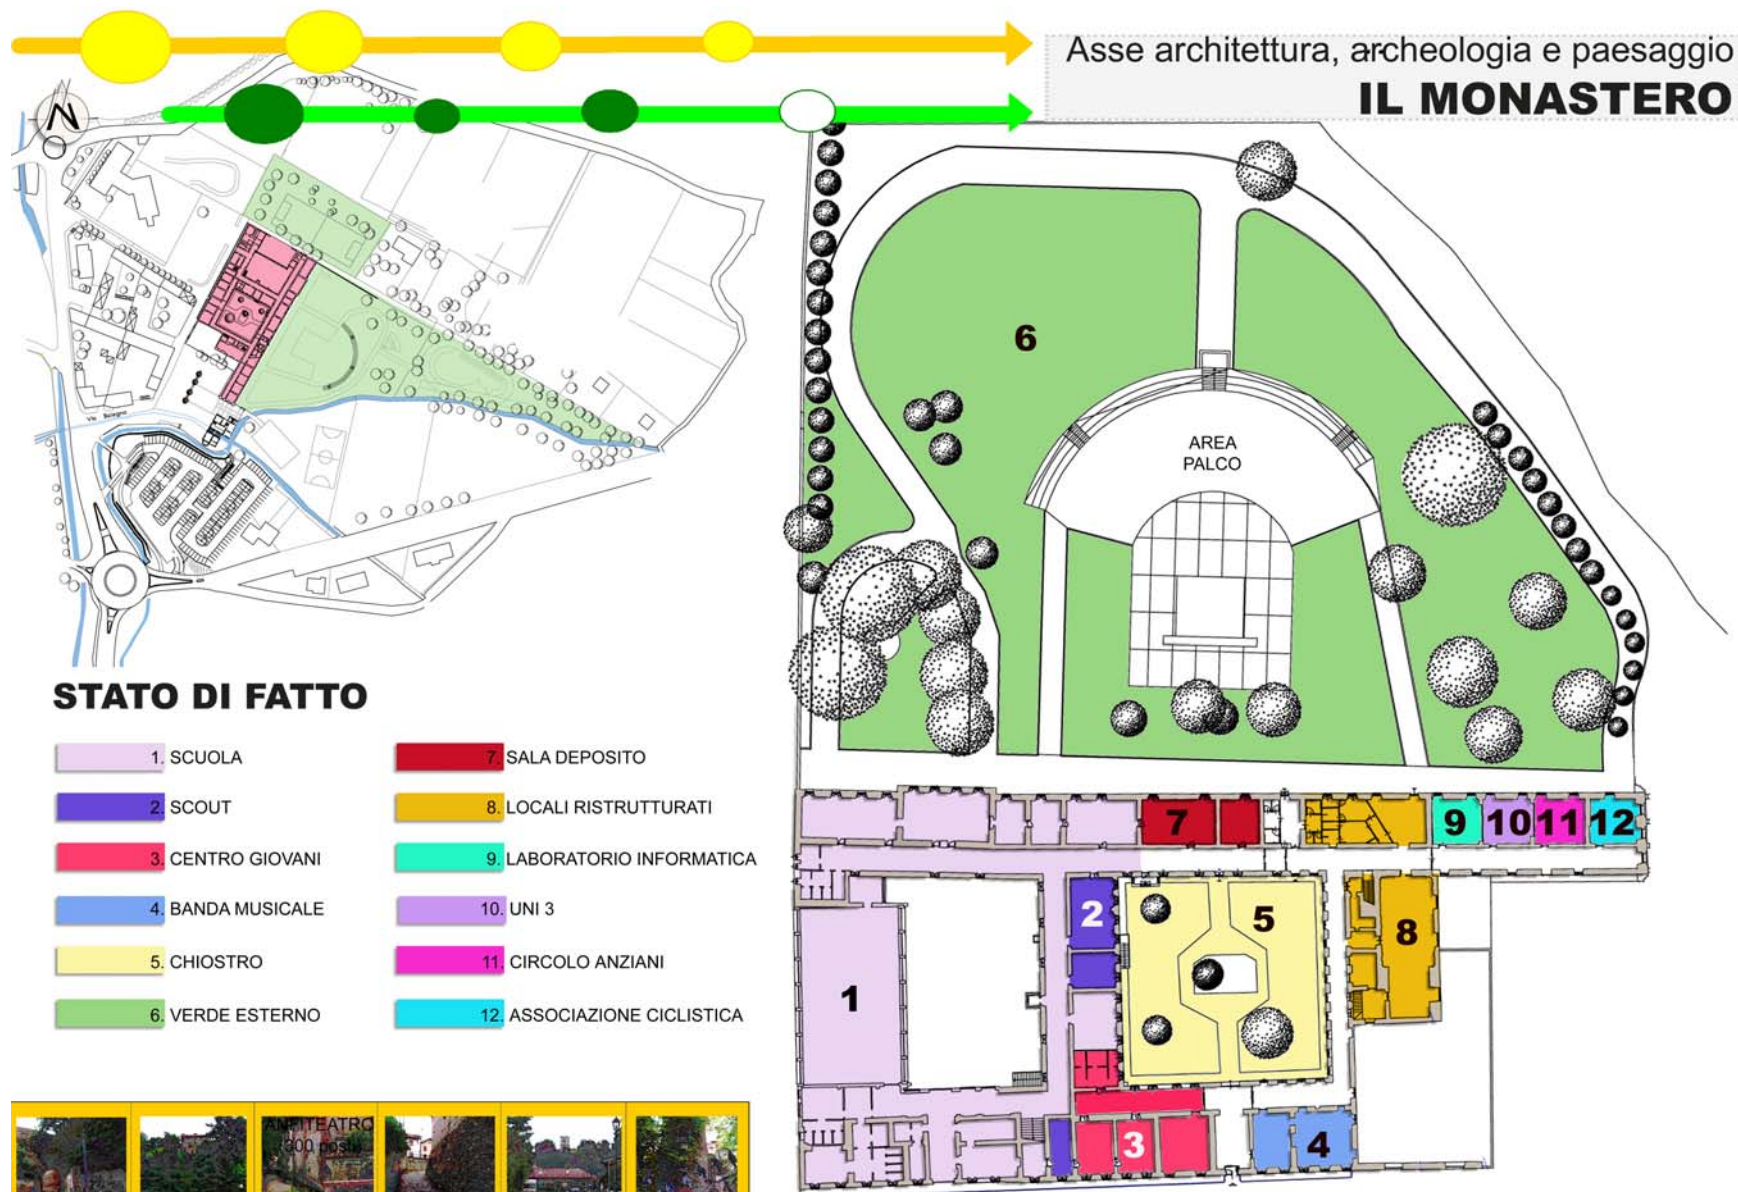 Asse architettura, archeologia e paesaggio
IL MONASTERO
N
Via Bologna
6
AREA
PALCO
STATO DI FATTO
1. SCUOLA
2. SCOUT
3. CENTRO GIOVANI
4. BANDA MUSICALE
5. CHIOSTRO
6. VERDE ESTERNO
7. SALA DEPOSITO
8. LOCALI RISTRUTTURATI
9. LABORATORIO INFORMATICA
10. UNI 3
11. CIRCOLO ANZIANI
12. ASSOCIAZIONE CICLISTICA
7
9
10
11
12
2
5
8
1
3
4
ANFITEATRO
300 posti